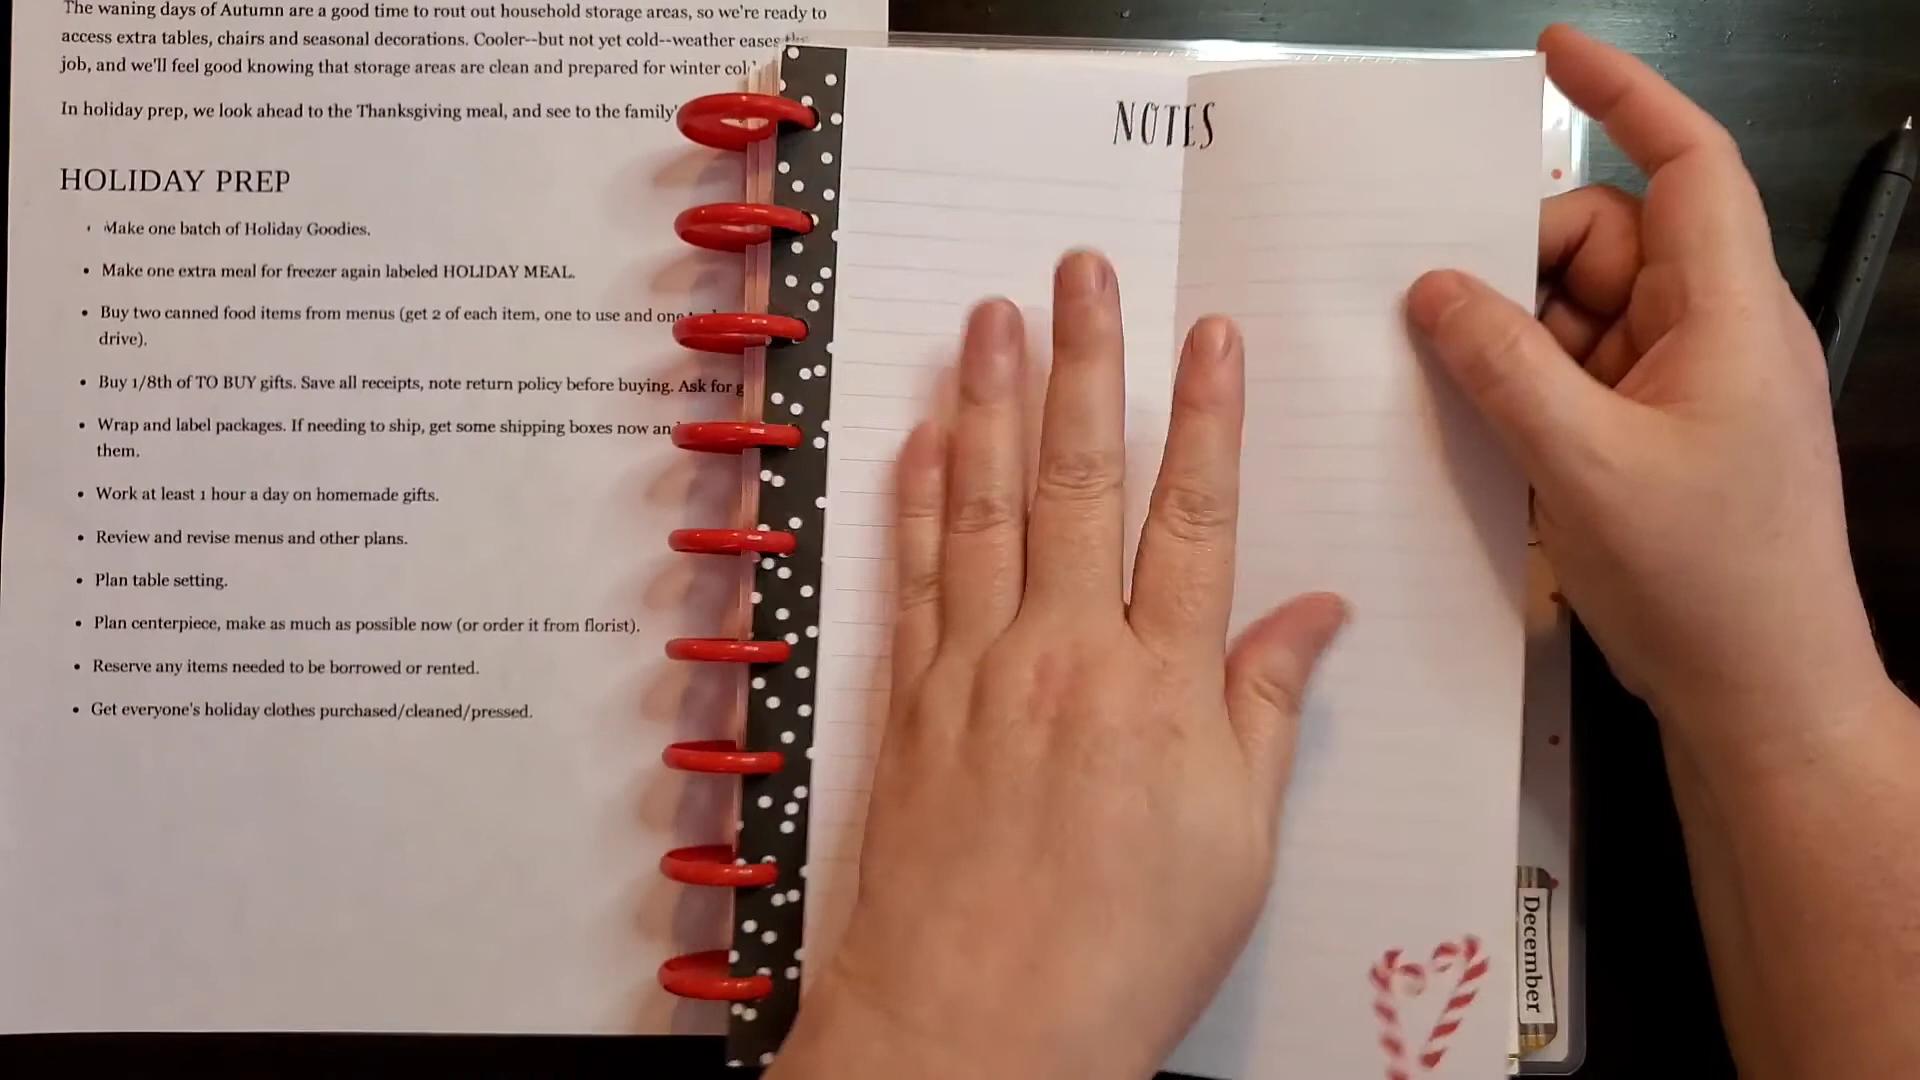 The waning days of Autumn are a good time to rout out household storage areas, so we're ready to
access extra tables, chairs and seasonal decorations. Cooler--but not yet cold--weather eases the
job, and we'll feel good knowing that storage areas are clean and prepared for winter
In holiday prep, we look ahead to the Thanksgiving meal, and see to the family'
HOLIDAY PREP
• Make one batch of Holiday Goodies.
• Make one extra meal for freezer again labeled HOLIDAY MEAL.
• Buy two canned food items from menus (get 2 of each item, one to use and one
drive).
• Buy 1/8th of TO BUY gifts. Save all receipts, note return policy before buying. Ask for
• Wrap and label packages. If needing to ship, get some shipping boxes now
them.
• Work at least 1 hour a day on homemade gifts.
• Review and revise menus and other plans.
• Plan table setting.
• Plan centerpiece, make as much as possible now (or order it from florist).
• Reserve any items needed to be borrowed or rented.
• Get everyone's holiday clothes purchased/cleaned/pressed.
NOTES
December